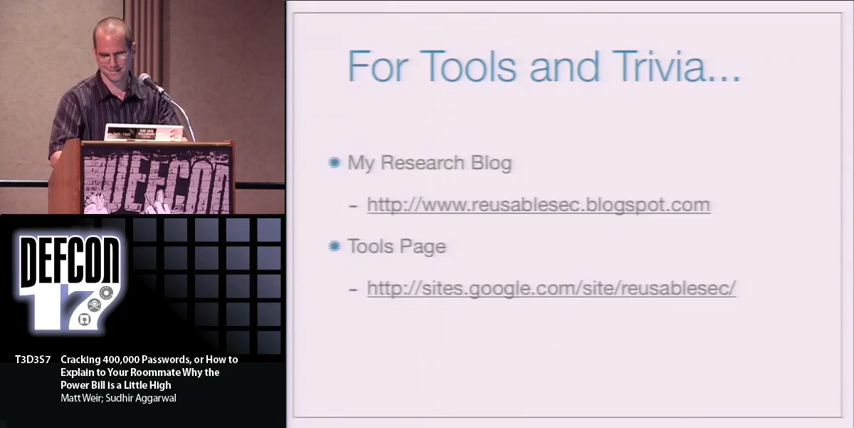 For Tools and Trivia...
My Research Blog
– http://www.reusablesec.blogspot.com
Tools Page
– http://sites.google.com/site/reusablesec/
DEFCON
DEFCON
17
T3D3S7 Cracking 400,000 Passwords, or How to
Explain to Your Roommate Why the
Power Bill is a Little High
Matt Weir; Sudhir Aggarwal